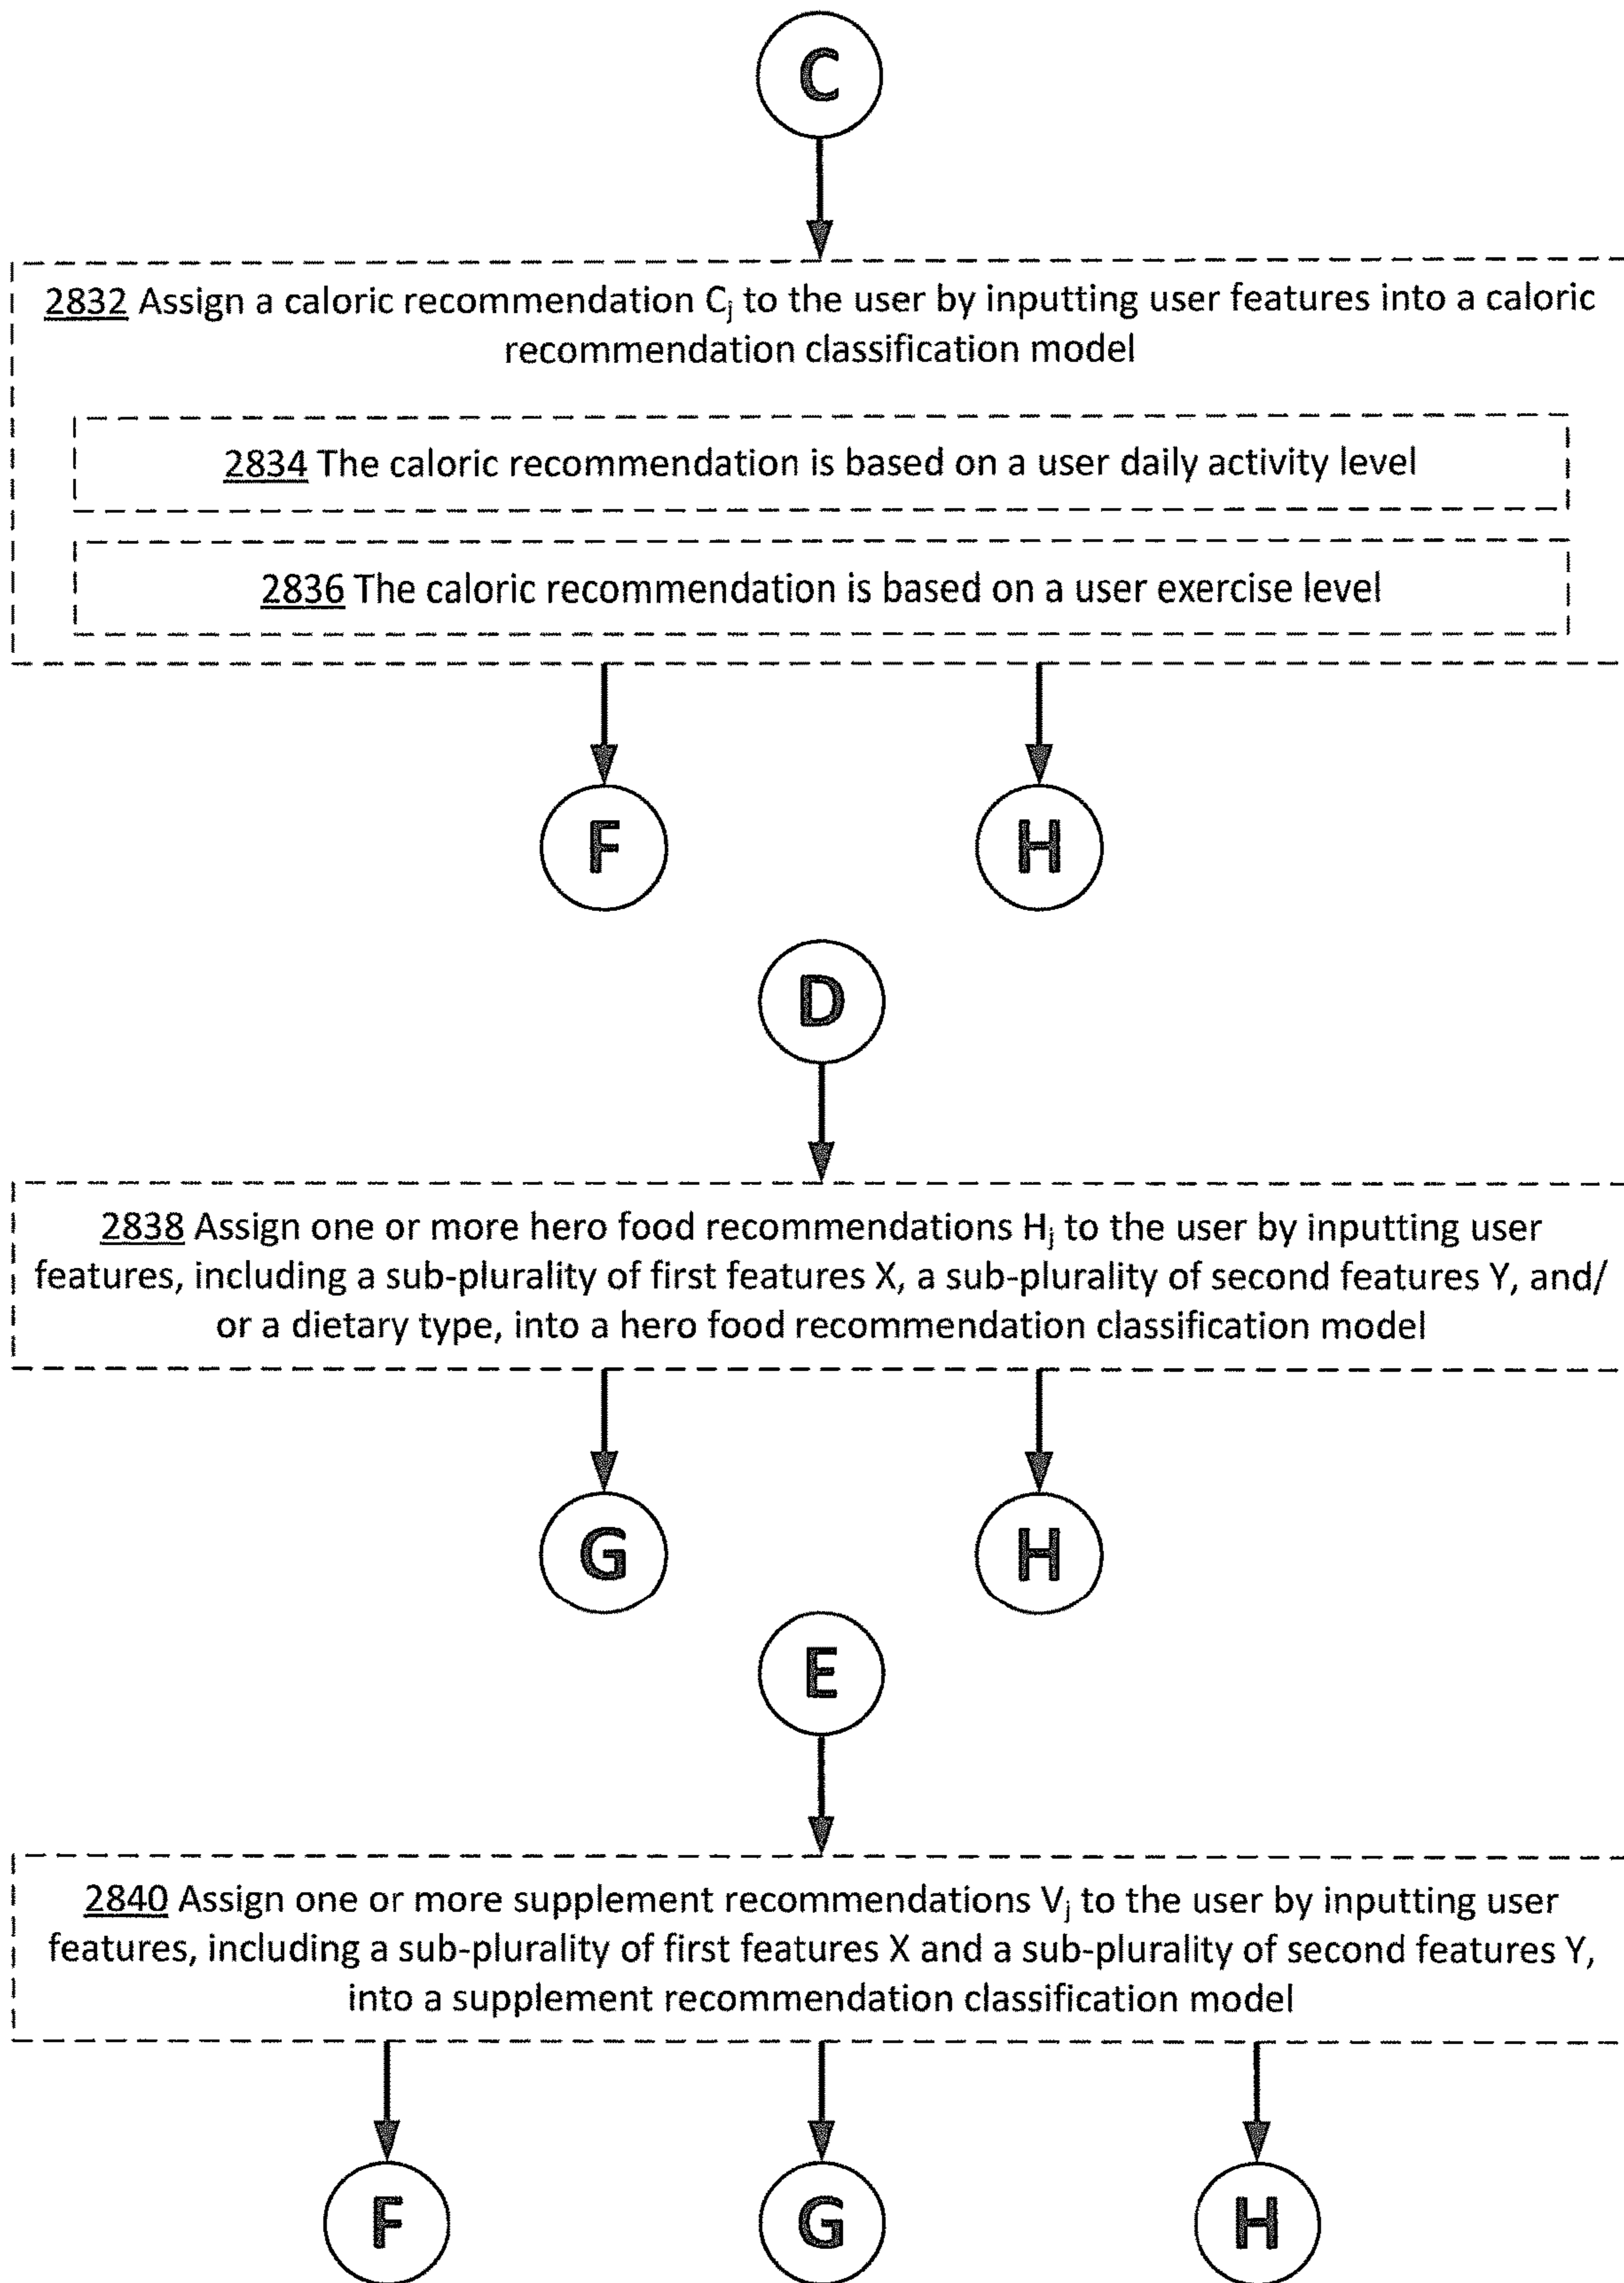 C
2832 Assign a caloric recommendation Cj to the user by inputting user features into a caloric
recommendation classification model
2834 The caloric recommendation is based on a user daily activity level
2836 The caloric recommendation is based on a user exercise level
F H
D
2838 Assign one or more hero food recommendations Hj to the user by inputting user
features, including a sub-plurality of first features X, a sub-plurality of second features Y, and/
or a dietary type, into a hero food recommendation classification model
G H
E
2840 Assign one or more supplement recommendations Vj to the user by inputting user
features, including a sub-plurality of first features X and a sub-plurality of second features Y,
into a supplement recommendation classification model
F G H